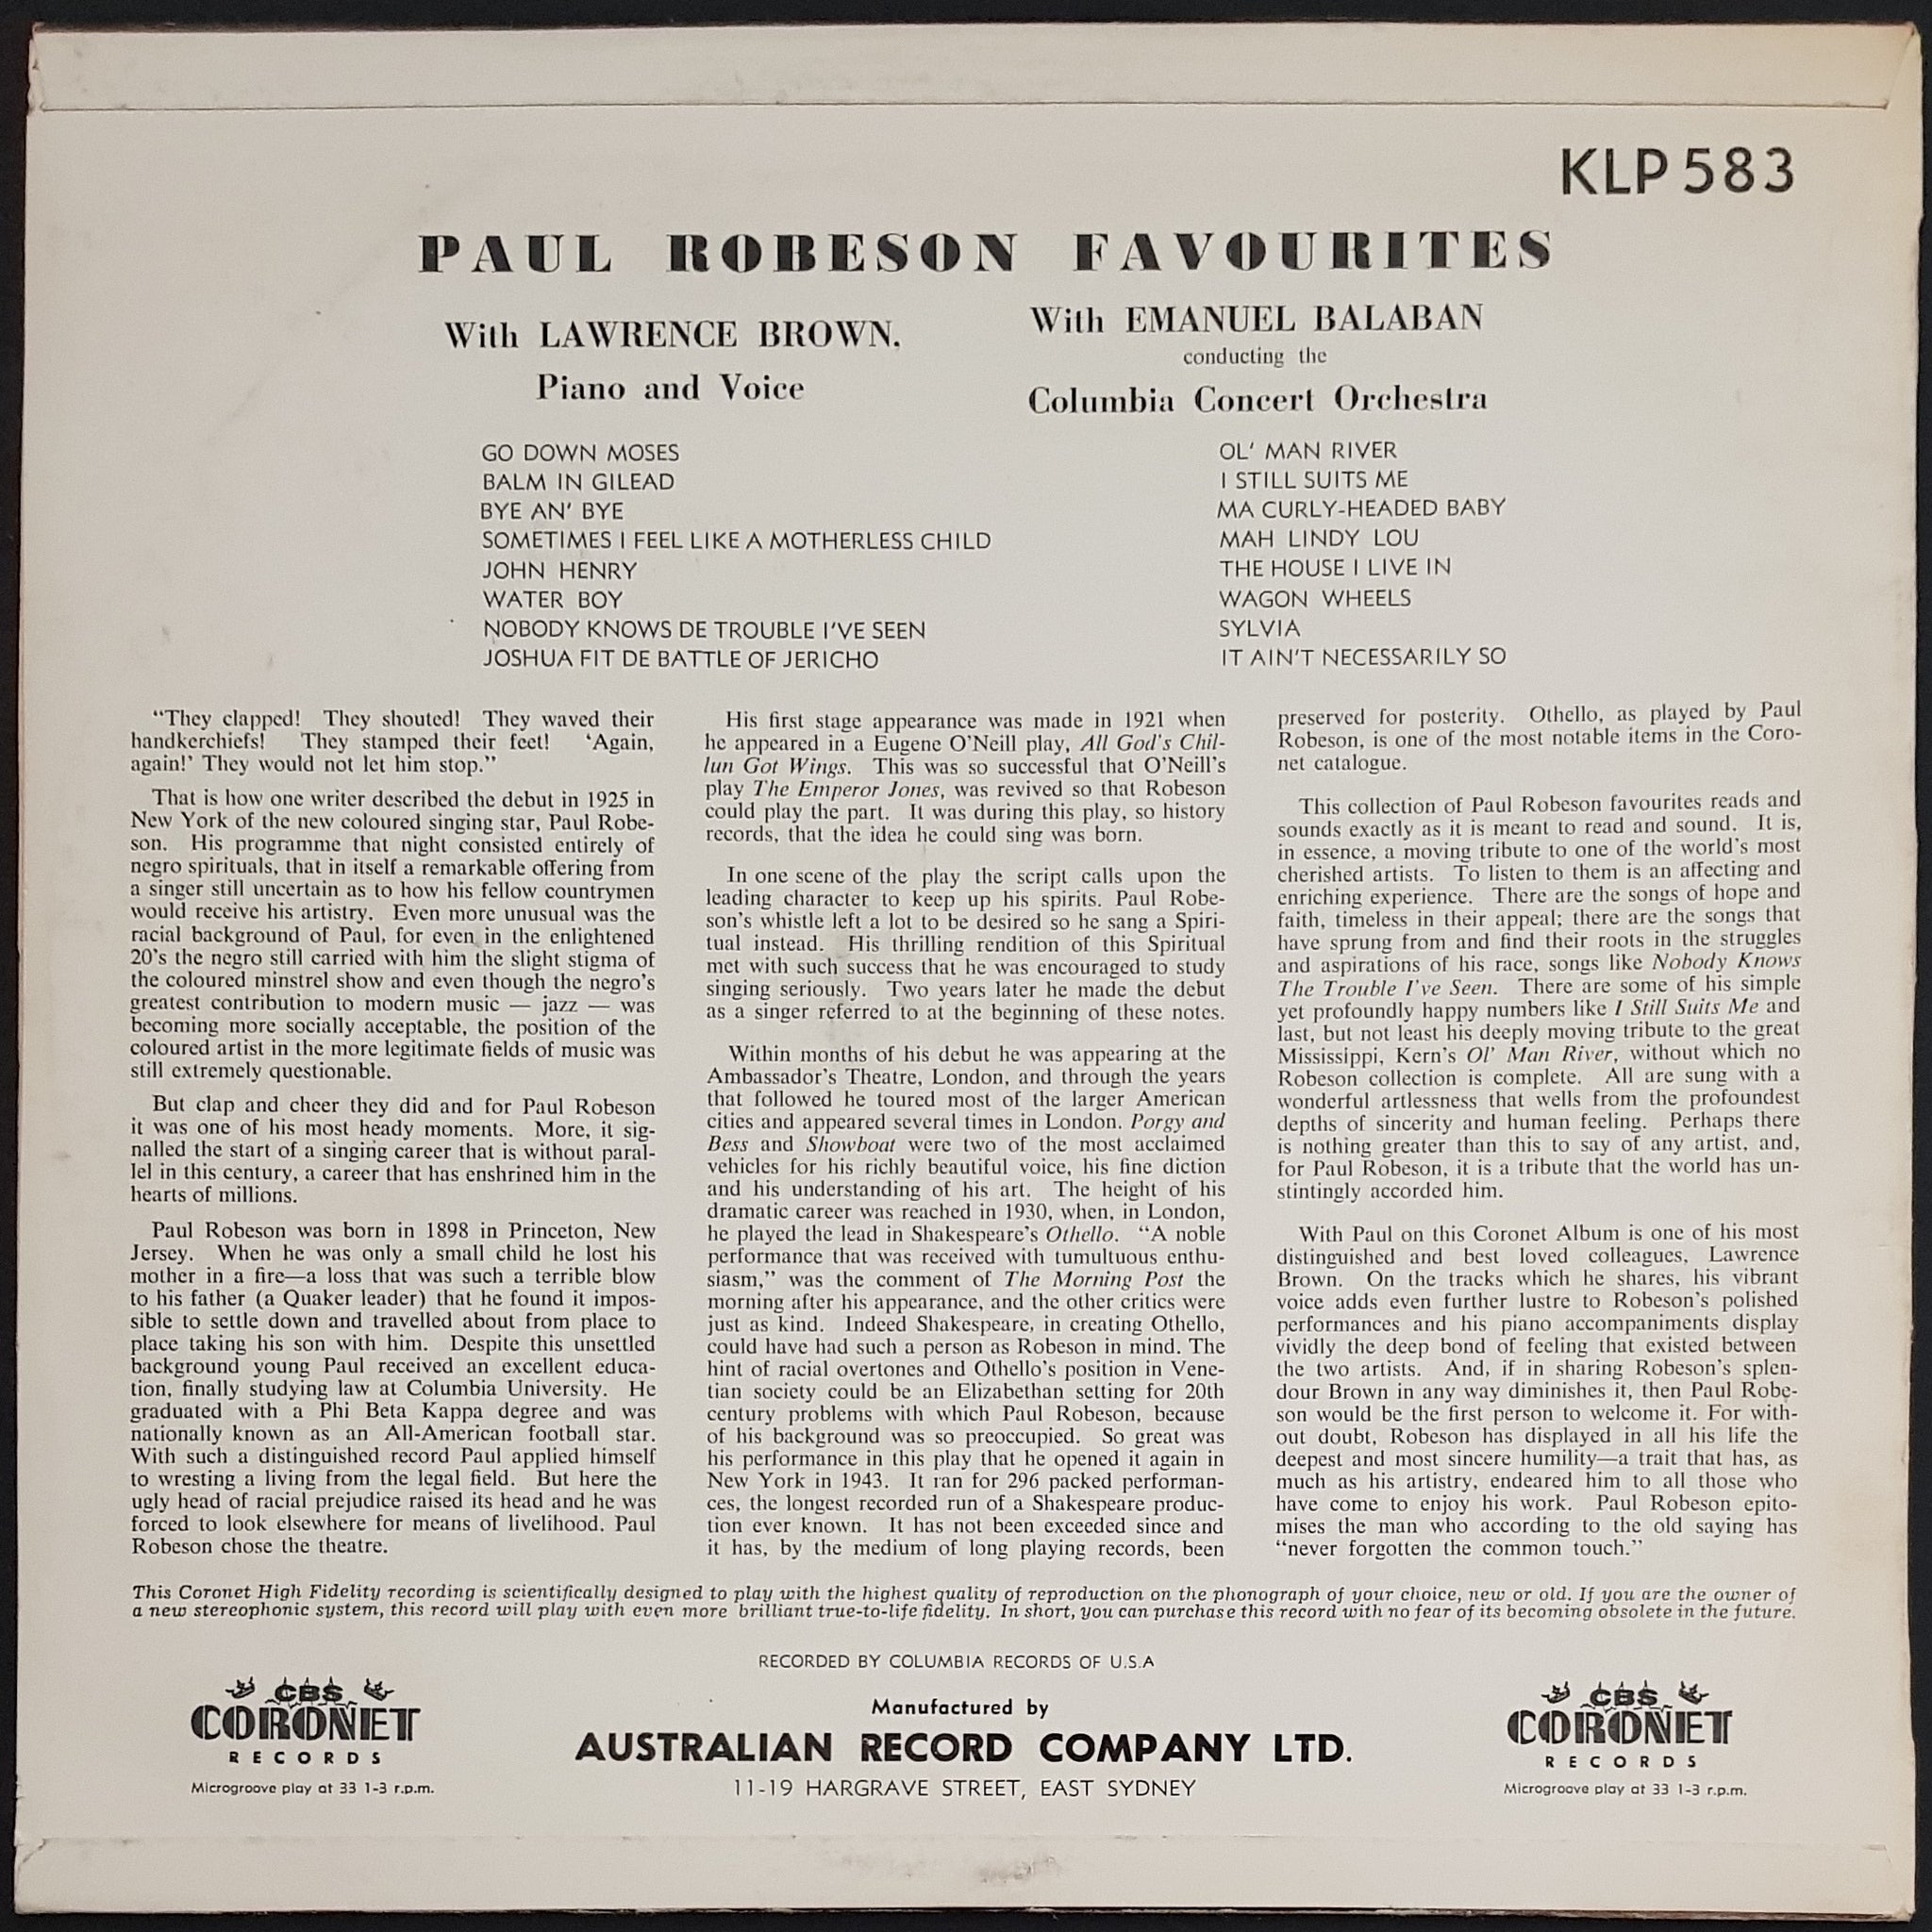 KLP 583
PAUL ROBESON FAVOURITES
With LAWRENCE BROWN.
Piano and Voice
With EMANUEL BALABAN
conducting the
Columbia Concert Orchestra
GO DOWN MOSES
BALM IN GILEAD
BYE AN' BYE
SOMETIMES I FEEL LIKE A MOTHERLESS CHILD
JOHN HENRY
WATER BOY
NOBODY KNOWS DE TROUBLE I'VE SEEN
JOSHUA FIT DE BATTLE OF JERICHO
OL' MAN RIVER
I STILL SUITS ME
MA CURLY-HEADED BABY
MAH LINDY LOU
THE HOUSE I LIVE IN
WAGON WHEELS
SYLVIA
IT AIN'T NECESSARILY SO
“They clapped! They shouted! They waved their
handkerchiefs! They stamped their feet! ‘Again,
again!’ They would not let him stop.”
That is how one writer described the debut in 1925 in
New York of the new coloured singing star, Paul Robe-
son. His programme that night consisted entirely of
negro spirituals, that in itself a remarkable offering from
a singer still uncertain as to how his fellow countrymen
would receive his artistry. Even more unusual was the
racial background of Paul, for even in the enlightened
20's the negro still carried with him the slight stigma of
the coloured minstrel show and even though the negro's
greatest contribution to modern music — jazz — was
becoming more socially acceptable, the position of the
coloured artist in the more legitimate fields of music was
still extremely questionable.
But clap and cheer they did and for Paul Robeson
it was one of his most heady moments. More, it sig-
nalled the start of a singing career that is without paral-
lel in this century, a career that has enshrined him in the
hearts of millions.
Paul Robeson was born in 1898 in Princeton, New
Jersey. When he was only a small child he lost his
mother in a fire—a loss that was such a terrible blow
to his father (a Quaker leader) that he found it impos-
sible to settle down and travelled about from place to
place taking his son with him. Despite this unsettled
background young Paul received an excellent educa-
tion, finally studying law at Columbia University. He
graduated with a Phi Beta Kappa degree and was
nationally known as an All-American football star.
With such a distinguished record Paul applied himself
to wresting a living from the legal field. But here the
ugly head of racial prejudice raised its head and he was
forced to look elsewhere for means of livelihood. Paul
Robeson chose the theatre.
His first stage appearance was made in 1921 when
he appeared in a Eugene O'Neill play, All God's Chil-
lun Got Wings. This was so successful that O'Neill's
play The Emperor Jones, was revived so that Robeson
could play the part. It was during this play, so history
records, that the idea he could sing was born.
In one scene of the play the script calls upon the
leading character to keep up his spirits. Paul Robe-
son's whistle left a lot to be desired so he sang a Spiri-
tual instead. His thrilling rendition of this Spiritual
met with such success that he was encouraged to study
singing seriously. Two years later he made the debut
as a singer referred to at the beginning of these notes.
Within months of his debut he was appearing at the
Ambassador's Theatre, London, and through the years
that followed he toured most of the larger American
cities and appeared several times in London. Porgy and
Bess and Showboat were two of the most acclaimed
vehicles for his richly beautiful voice, his fine diction
and his understanding of his art. The height of his
dramatic career was reached in 1930, when, in London,
he played the lead in Shakespeare's Othello. “A noble
performance that was received with tumultuous enthu-
siasm,” was the comment of The Morning Post the
morning after his appearance, and the other critics were
just as kind. Indeed Shakespeare, in creating Othello,
could have had such a person as Robeson in mind. The
hint of racial overtones and Othello's position in Vene-
tian society could be an Elizabethan setting for 20th
century problems with which Paul Robeson, because
of his background was so preoccupied. So great was
his performance in this play that he opened it again in
New York in 1943. It ran for 296 packed performan-
ces, the longest recorded run of a Shakespeare produc-
tion ever known. It has not been exceeded since and
it has, by the medium of long playing records, been
preserved for posterity. Othello, as played by Paul
Robeson, is one of the most notable items in the Coro-
net catalogue.
This collection of Paul Robeson favourites reads and
sounds exactly as it is meant to read and sound. It is,
in essence, a moving tribute to one of the world's most
cherished artists. To listen to them is an affecting and
enriching experience. There are the songs of hope and
faith, timeless in their appeal; there are the songs that
have sprung from and find their roots in the struggles
and aspirations of his race, songs like Nobody Knows
The Trouble I've Seen. There are some of his simple
yet profoundly happy numbers like I Still Suits Me and
last, but not least his deeply moving tribute to the great
Mississippi, Kern's Ol' Man River, without which no
Robeson collection is complete. All are sung with a
wonderful artlessness that wells from the profoundest
depths of sincerity and human feeling. Perhaps there
is nothing greater than this to say of any artist, and,
for Paul Robeson, it is a tribute that the world has un-
stintingly accorded him.
With Paul on this Coronet Album is one of his most
distinguished and best loved colleagues, Lawrence
Brown. On the tracks which he shares, his vibrant
voice adds even further lustre to Robeson's polished
performances and his piano accompaniments display
vividly the deep bond of feeling that existed between
the two artists. And, if in sharing Robeson's splen-
dour Brown in any way diminishes it, then Paul Robe-
son would be the first person to welcome it. For with-
out doubt, Robeson has displayed in all his life the
deepest and most sincere humility—a trait that has, as
much as his artistry, endeared him to all those who
have come to enjoy his work. Paul Robeson epito-
mises the man who according to the old saying has
“never forgotten the common touch.”
This Coronet High Fidelity recording is scientifically designed to play with the highest quality of reproduction on the phonograph of your choice, new or old. If you are the owner of
a new stereophonic system, this record will play with even more brilliant true-to-life fidelity. In short, you can purchase this record with no fear of its becoming obsolete in the future.
RECORDED BY COLUMBIA RECORDS OF U.S.A
Manufactured by
AUSTRALIAN RECORD COMPANY LTD.
11-19 HARGRAVE STREET, EAST SYDNEY
CBS
CORONET
RECORDS
Microgroove play at 33 1-3 r.p.m.
CBS
CORONET
RECORDS
Microgroove play at 33 1-3 r.p.m.